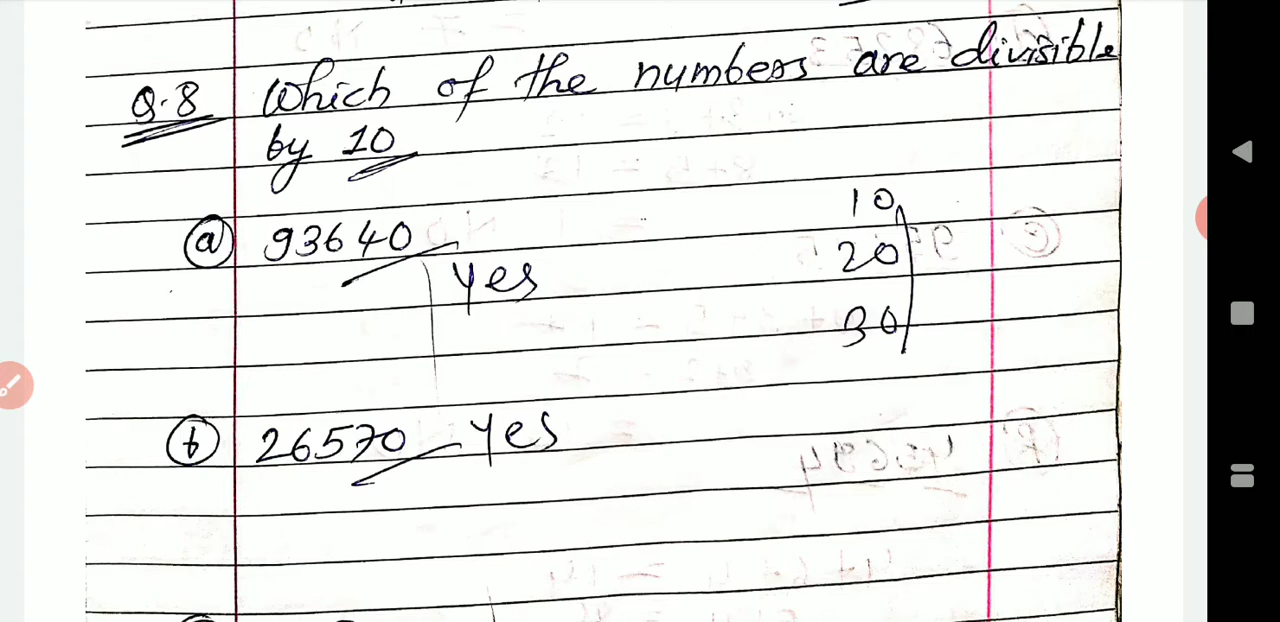 Q.8 Which of the numbers are divisible
by 10
(a) 93640
Yes
10
20
30
(b) 26570 - Yes